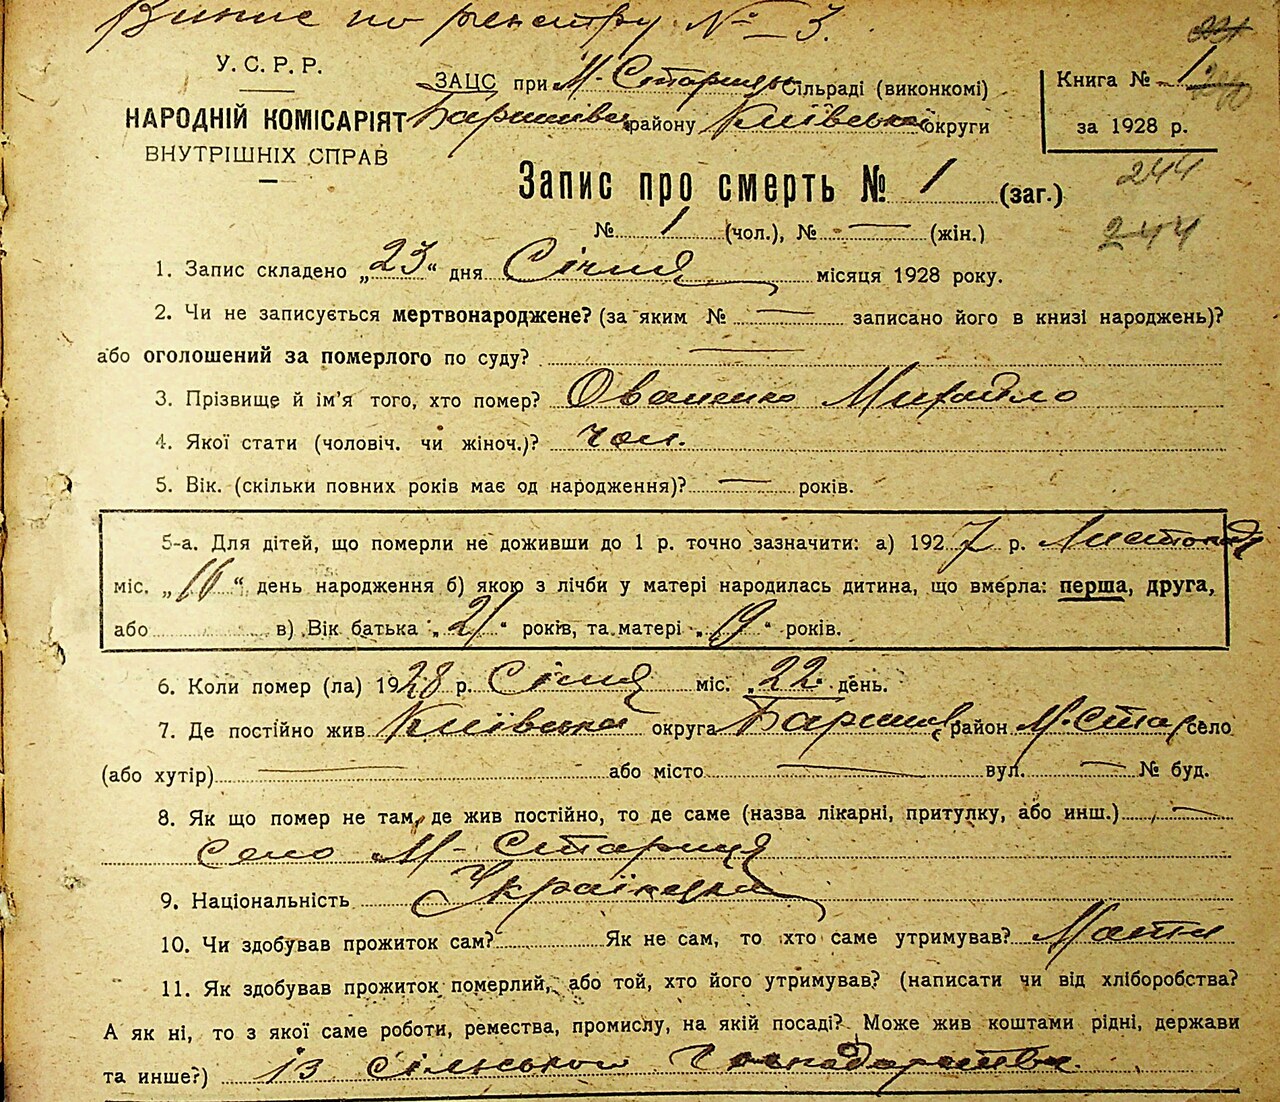 Випис по реєстру № 3.
У. С. Р. Р.
НАРОДНІЙ КОМІСАРІЯТ
ВНУТРІШНІХ СПРАВ
ЗАЦС при М-Стариць Сільраді (виконкомі)
Баришівськ району Київської округи
Книга № 1
за 1928 р.
244
244
Запис про смерть № 1 (заг.)
№ 1 (чол.), № — (жін.)
1. Запис складено „23“ дня Січня місяця 1928 року.
2. Чи не записується мертвонароджене? (за яким № — записано його в книзі народжень)?
або оголошений за померлого по суду? —
3. Прізвище й ім'я того, хто помер? Михайло
4. Якої стати (чоловіч. чи жіноч.)? чол.
5. Вік. (скільки повних років має од народження)? — років.
5-а. Для дітей, що померли не доживши до 1 р. точно зазначити: а) 1927 р. Листопад
міс. „ “ день народження б) якою з лічби у матері народилась дитина, що вмерла: перша, друга,
або в) Вік батька „21“ років, та матері „19“ років.
6. Коли помер (ла) 1928 р. Січня міс. „22“ день.
7. Де постійно жив Київська округа Баришів район М-Стар село
(або хутір) — або місто — вул. — № буд.
8. Як що помер не там, де жив постійно, то де саме (назва лікарні, притулку, або инш.) —
село М-Стариця
9. Національність
10. Чи здобував прожиток сам? Як не сам, то хто саме утримував? Мати
11. Як здобував прожиток померлий, або той, хто його утримував? (написати чи від хліборобства?
А як ні, то з якої саме роботи, ремества, промислу, на якій посаді? Може жив коштами рідні, держави
та инше?) із сільського господарства.